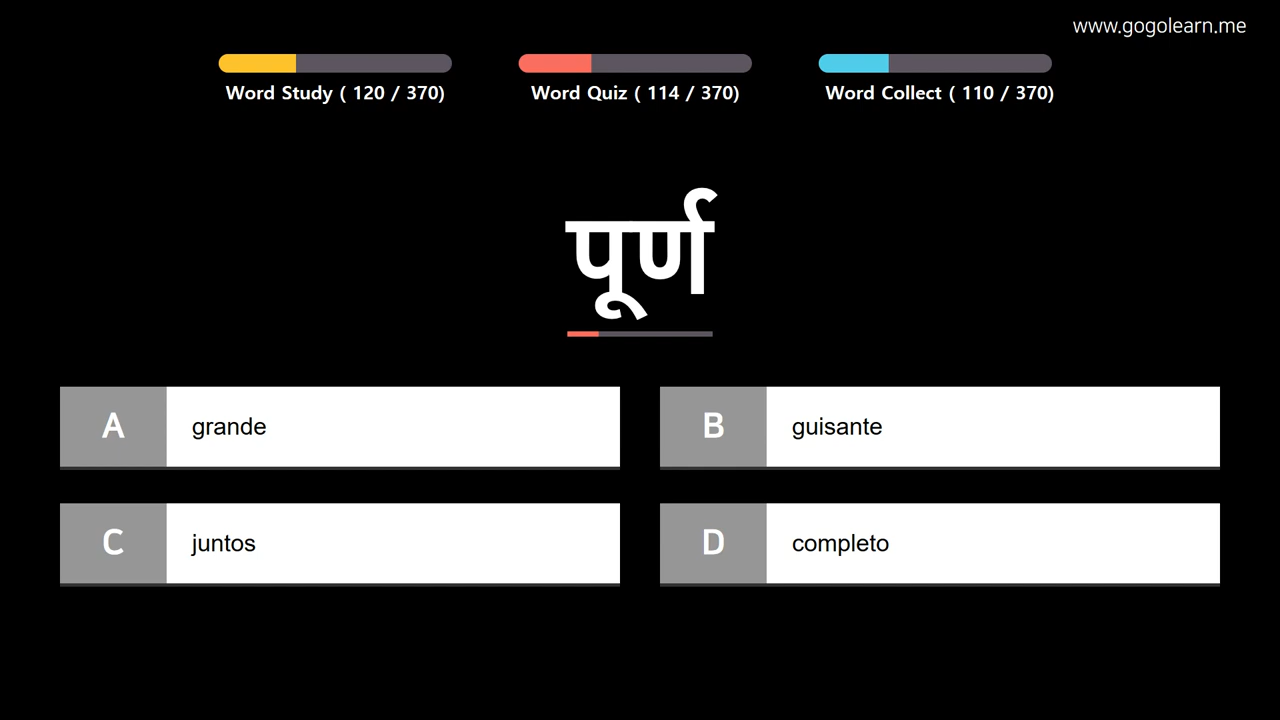 www.gogolearn.me
Word Study ( 120 / 370)
Word Quiz ( 114 / 370)
Word Collect ( 110 / 370)
पूर्ण
A grande
B guisante
C juntos
D completo